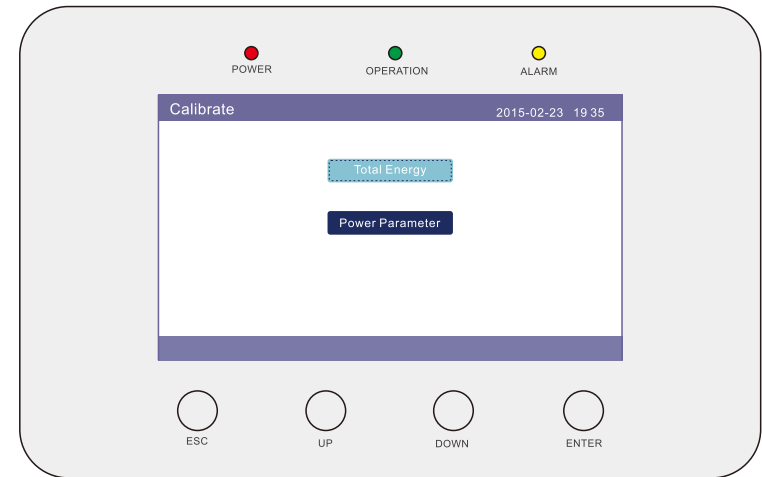 POWER OPERATION ALARM
Calibrate 2015-02-23 19 35
Total Energy
Power Parameter
ESC UP DOWN ENTER